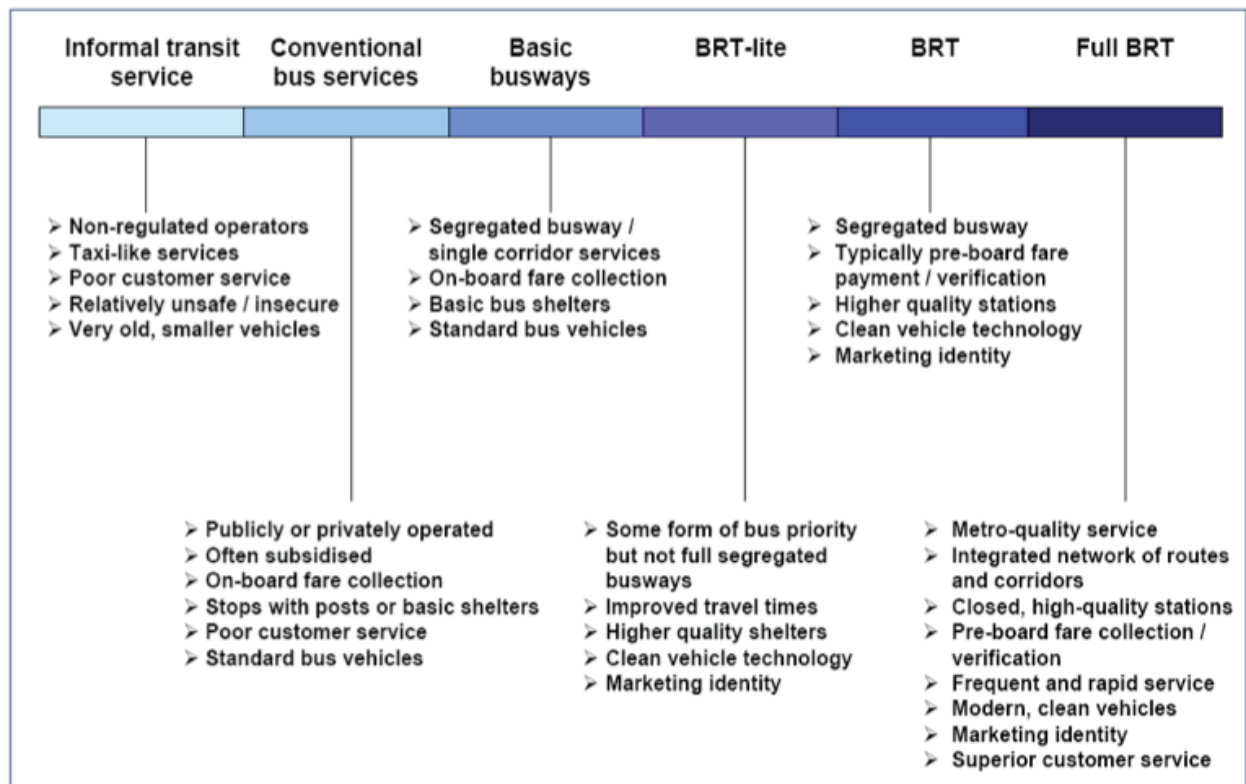 Informal transit
service
Conventional
bus services
Basic
busways
BRT-lite
BRT
Full BRT
➢ Non-regulated operators
➢ Taxi-like services
➢ Poor customer service
➢ Relatively unsafe / insecure
➢ Very old, smaller vehicles
➢ Segregated busway /
single corridor services
➢ On-board fare collection
➢ Basic bus shelters
➢ Standard bus vehicles
➢ Segregated busway
➢ Typically pre-board fare
payment / verification
➢ Higher quality stations
➢ Clean vehicle technology
➢ Marketing identity
➢ Publicly or privately operated
➢ Often subsidised
➢ On-board fare collection
➢ Stops with posts or basic shelters
➢ Poor customer service
➢ Standard bus vehicles
➢ Some form of bus priority
but not full segregated
busways
➢ Improved travel times
➢ Higher quality shelters
➢ Clean vehicle technology
➢ Marketing identity
➢ Metro-quality service
➢ Integrated network of routes
and corridors
➢ Closed, high-quality stations
➢ Pre-board fare collection /
verification
➢ Frequent and rapid service
➢ Modern, clean vehicles
➢ Marketing identity
➢ Superior customer service